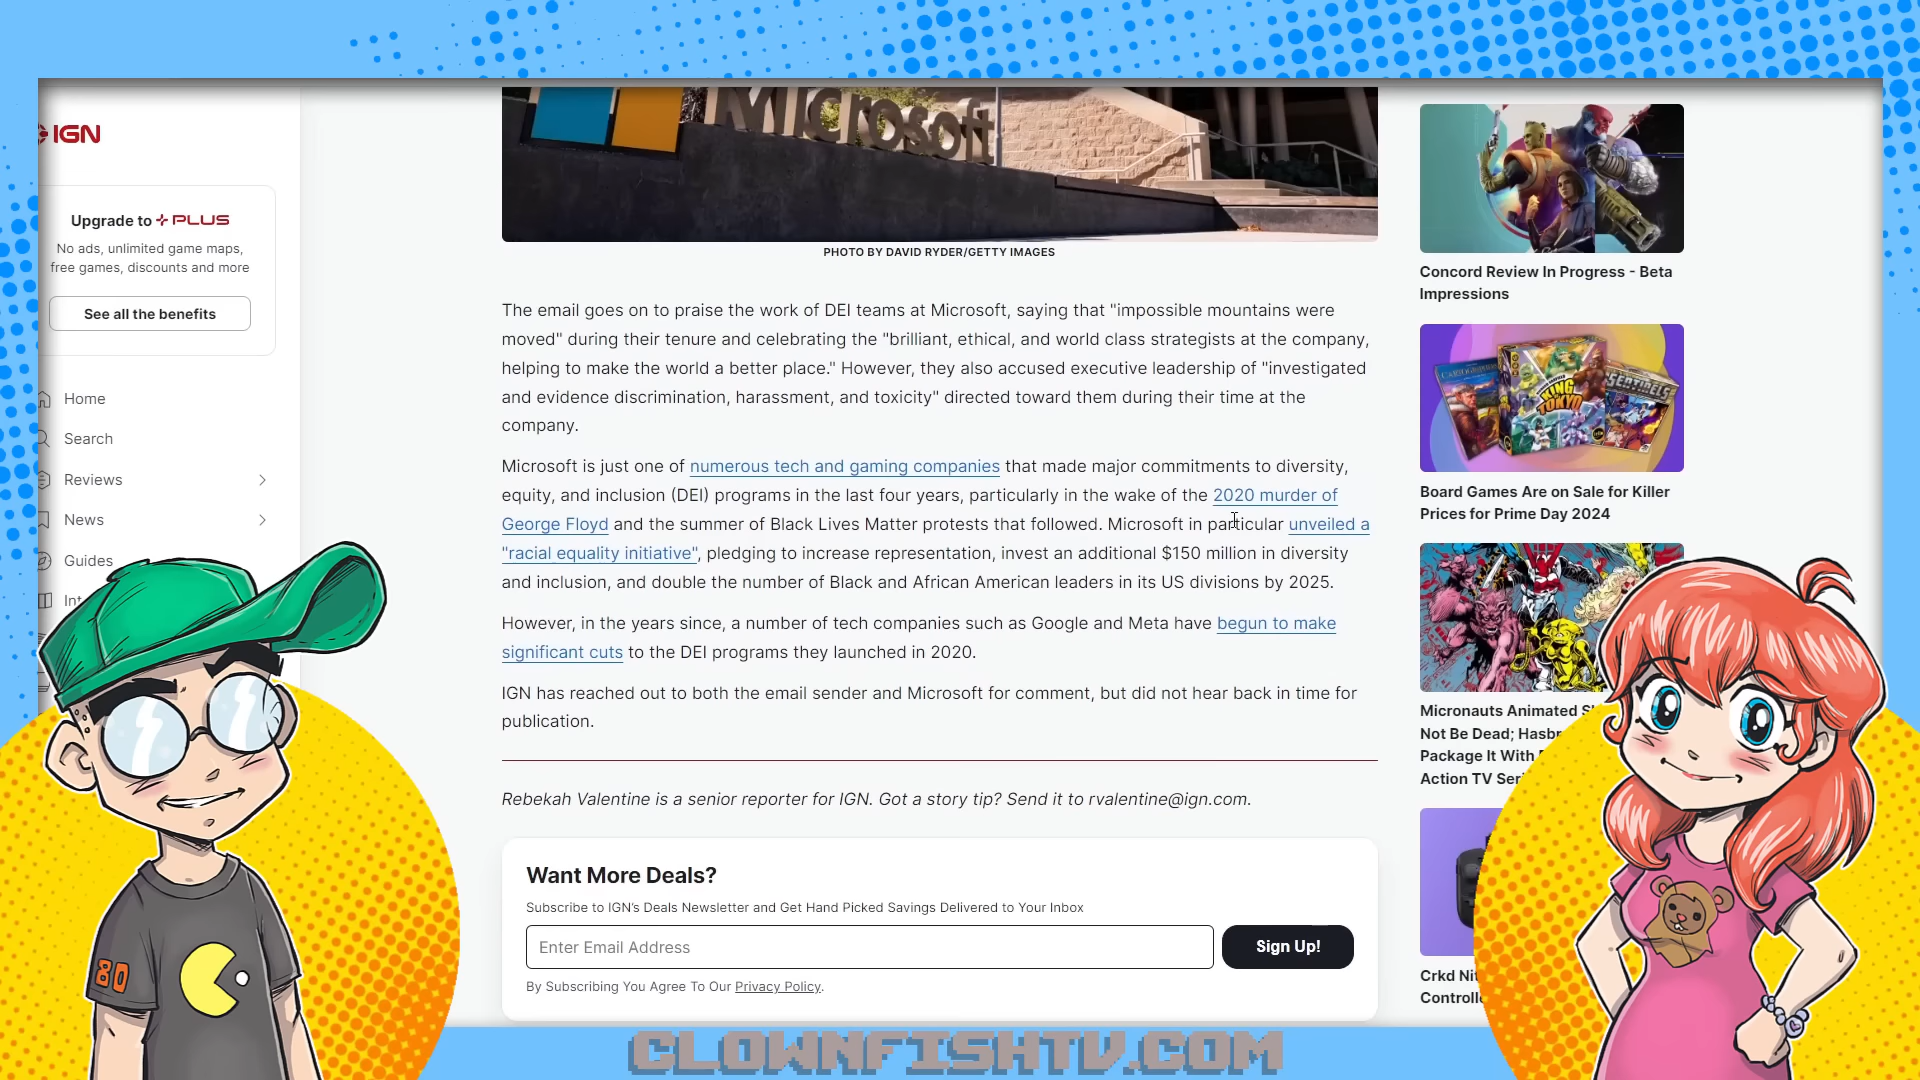 IGN
Upgrade to PLUS
No ads, unlimited game maps,
free games, discounts and more
See all the benefits
Home
Search
Reviews
News
Guides
Microsoft
PHOTO BY DAVID RYDER/GETTY IMAGES
The email goes on to praise the work of DEI teams at Microsoft, saying that "impossible mountains were
moved" during their tenure and celebrating the "brilliant, ethical, and world class strategists at the company,
helping to make the world a better place." However, they also accused executive leadership of "investigated
and evidence discrimination, harassment, and toxicity" directed toward them during their time at the
company.
Microsoft is just one of numerous tech and gaming companies that made major commitments to diversity,
equity, and inclusion (DEI) programs in the last four years, particularly in the wake of the 2020 murder of
George Floyd and the summer of Black Lives Matter protests that followed. Microsoft in particular unveiled a
"racial equality initiative", pledging to increase representation, invest an additional $150 million in diversity
and inclusion, and double the number of Black and African American leaders in its US divisions by 2025.
However, in the years since, a number of tech companies such as Google and Meta have begun to make
significant cuts to the DEI programs they launched in 2020.
IGN has reached out to both the email sender and Microsoft for comment, but did not hear back in time for
publication.
Rebekah Valentine is a senior reporter for IGN. Got a story tip? Send it to rvalentine@ign.com.
Want More Deals?
Subscribe to IGN's Deals Newsletter and Get Hand Picked Savings Delivered to Your Inbox
Enter Email Address
Sign Up!
By Subscribing You Agree To Our Privacy Policy.
Concord Review In Progress - Beta
Impressions
KING OF TOKYO
SENTINELS
Board Games Are on Sale for Killer
Prices for Prime Day 2024
Micronauts Animated
Not Be Dead;
Package It With
Action TV
Crkd
80
CLOWNFISHTV.COM